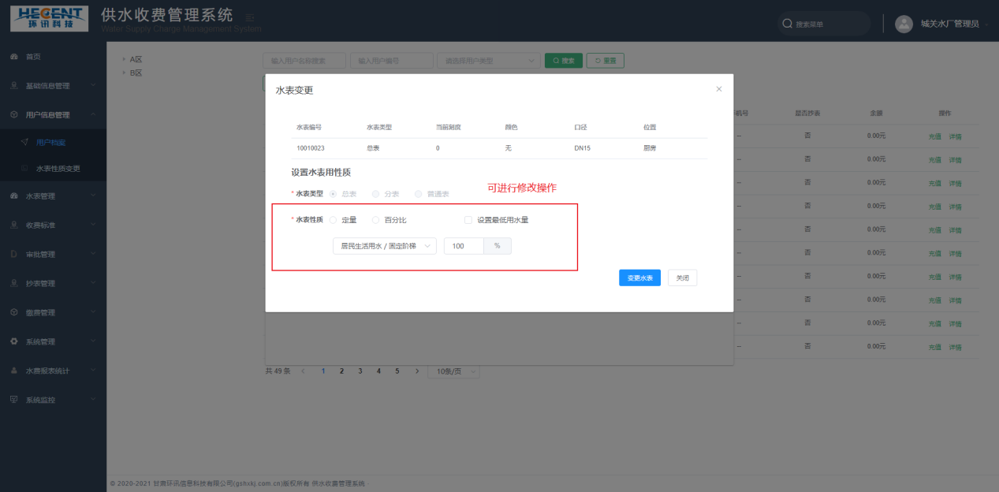 HECENT
环讯科技
供水收费管理系统
Water Supply Charge Management System
搜索菜单
城关水厂管理员
首页
基础信息管理
用户信息管理
用户档案
水表性质变更
水表管理
收费标准
审批管理
抄表管理
缴费管理
系统管理
水费报表统计
系统监控
A区
B区
输入用户名称搜索 输入用户编号 请选择用户类型 搜索 重置
水表变更
水表编号 水表类型 当前刻度 颜色 口径 位置
10010023 总表 0 无 DN15 厨房
设置水表用性质
* 水表类型 总表 分表 普通表
可进行修改操作
* 水表性质 定量 百分比 设置最低用水量
居民生活用水 / 固定阶梯 100 %
变更水表 关闭
机号 是否抄表 余额 操作
-- 否 0.00元 充值 详情
-- 否 0.00元 充值 详情
-- 否 0.00元 充值 详情
-- 否 0.00元 充值 详情
-- 否 0.00元 充值 详情
-- 否 0.00元 充值 详情
-- 否 0.00元 充值 详情
-- 否 0.00元 充值 详情
-- 否 0.00元 充值 详情
-- 否 0.00元 充值 详情
共 49 条 < 1 2 3 4 5 > 10条/页
© 2020-2021 甘肃环讯信息科技有限公司(gshxkj.com.cn)版权所有 供水收费管理系统